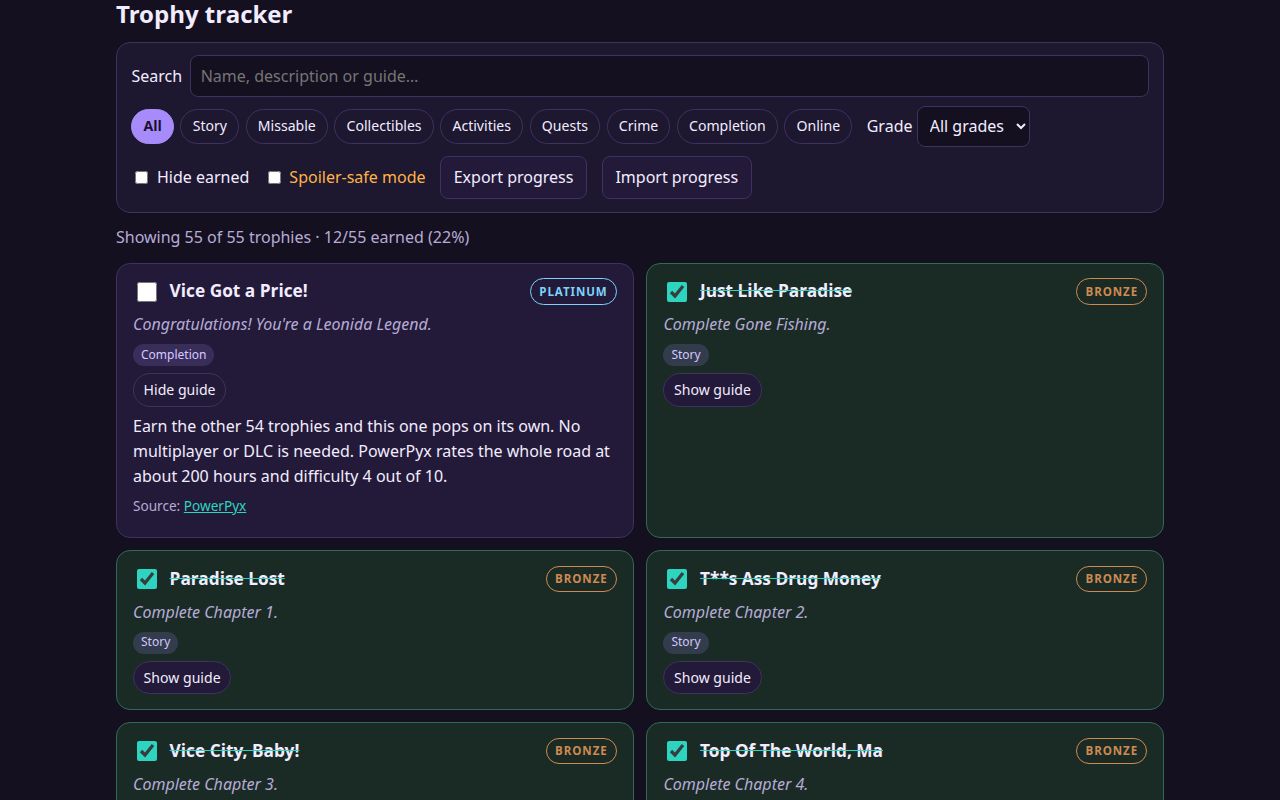 Trophy tracker
Search Name, description or guide...
All Story Missable Collectibles Activities Quests Crime Completion Online Grade All grades
Hide earned Spoiler-safe mode Export progress Import progress
Showing 55 of 55 trophies · 12/55 earned (22%)
Vice Got a Price! PLATINUM
Congratulations! You're a Leonida Legend.
Completion
Hide guide
Earn the other 54 trophies and this one pops on its own. No
multiplayer or DLC is needed. PowerPyx rates the whole road at
about 200 hours and difficulty 4 out of 10.
Source: PowerPyx
Just Like Paradise BRONZE
Complete Gone Fishing.
Story
Show guide
Paradise Lost BRONZE
Complete Chapter 1.
Story
Show guide
T**s Ass Drug Money BRONZE
Complete Chapter 2.
Story
Show guide
Vice City, Baby! BRONZE
Complete Chapter 3.
Top Of The World, Ma BRONZE
Complete Chapter 4.